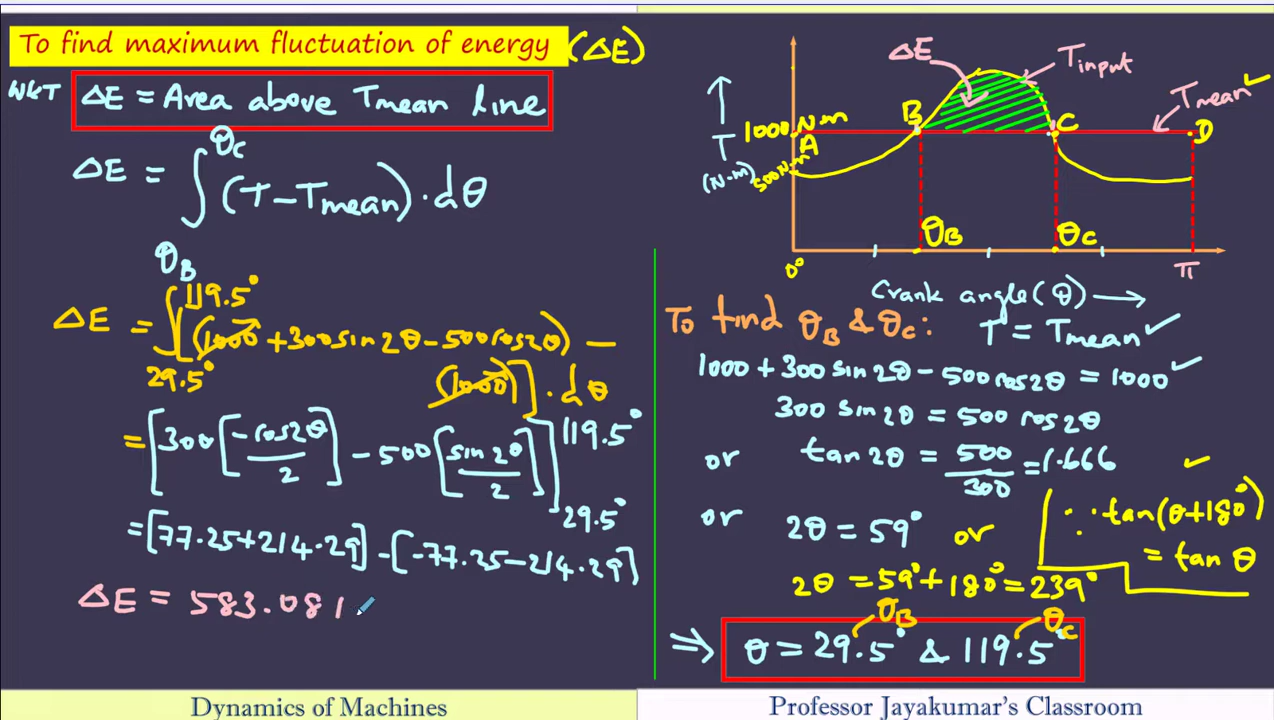 To find maximum fluctuation of energy (ΔE)
WKT ΔE = Area above Tmean line
ΔE = ∫ θB θC (T - Tmean) · dθ
ΔE = ∫ 29.5° 119.5° [(1000 + 300 sin 2θ - 500 cos 2θ) -
(1000)] · dθ
= [300 [-cos2θ/2] - 500 [sin 2θ/2]] 119.5° 29.5°
= [77.25 + 214.29] - [-77.25 - 214.29]
ΔE = 583.081
ΔE
Tinput
Tmean ✓
B
C
1000 N-m
A
D
T
(N-m)
500 N-m
θB
θC
0°
π
Crank angle (θ) →
To find θB & θC:
T = Tmean ✓
1000 + 300 sin 2θ - 500 cos 2θ = 1000 ✓
300 sin 2θ = 500 cos 2θ
or tan 2θ = 500/300 = 1.666 ✓
or 2θ = 59° or
∵ tan(θ+180°)
= tan θ
2θ = 59° + 180° = 239°
θB
θC
⇒ θ = 29.5° & 119.5°
Dynamics of Machines
Professor Jayakumar's Classroom